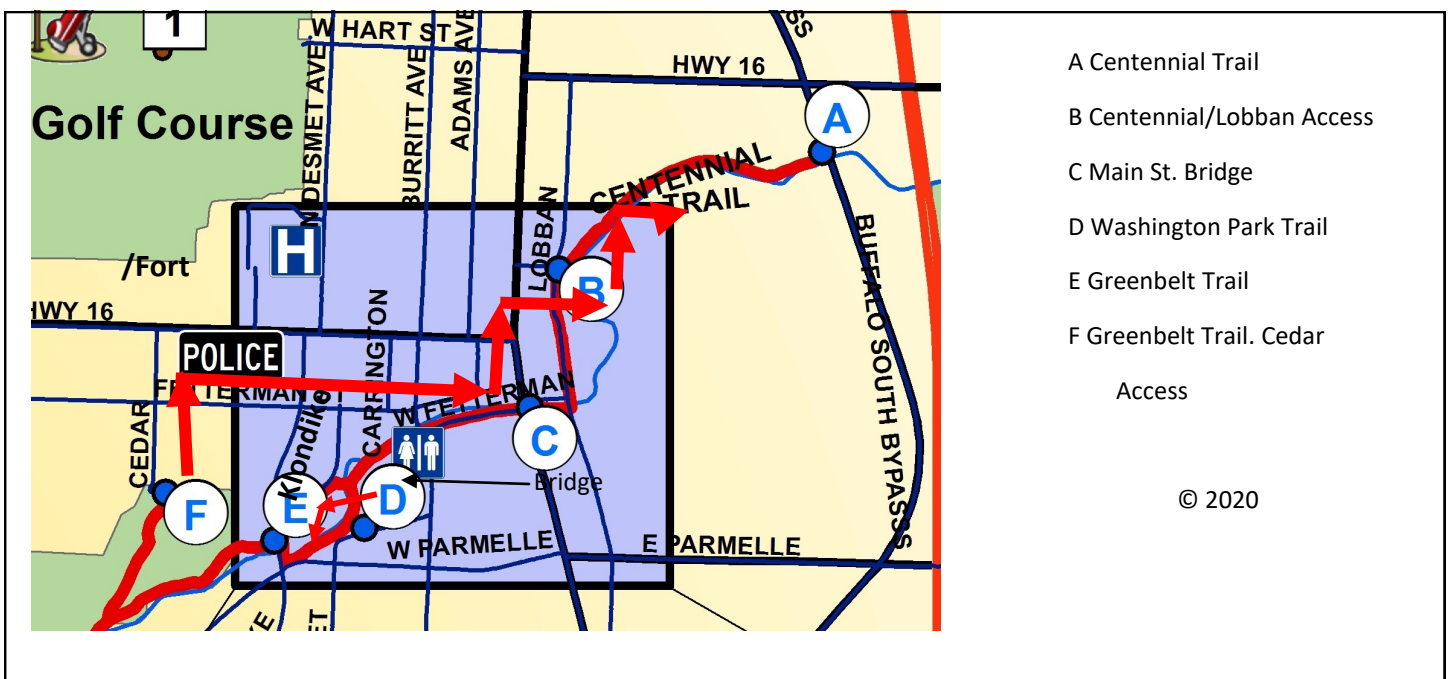 1
W HART ST
N DESMET AVE
BURRITT AVE
ADAMS AVE
HWY 16
Golf Course
A
CENTENNIAL
TRAIL
LOBBAN
H
/Fort
B
HWY 16
CARRINGTON
POLICE
FETTERMAN
Klondike
W FETTERMAN
CEDAR
C
BUFFALO SOUTH BYPASSS
Bridge
D
E
F
W PARMELLE
E PARMELLE
A Centennial Trail
B Centennial/Lobban Access
C Main St. Bridge
D Washington Park Trail
E Greenbelt Trail
F Greenbelt Trail. Cedar
Access
© 2020